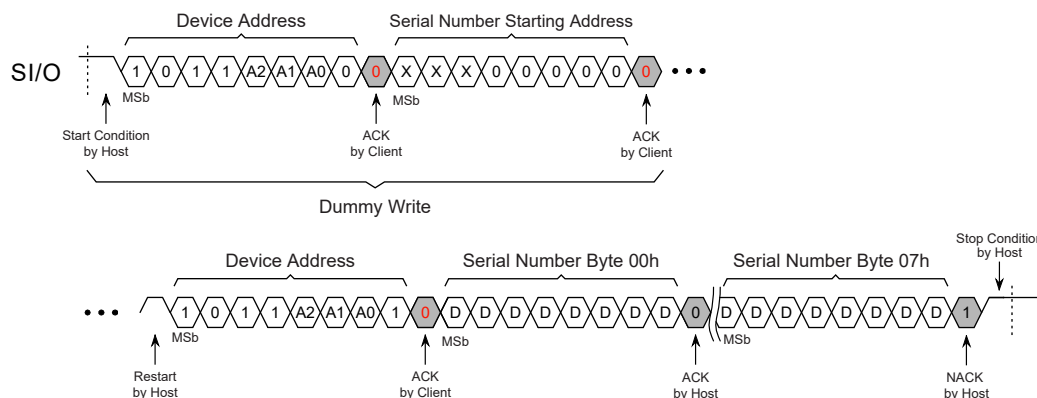 Device Address Serial Number Starting Address
SI/O 1 0 1 1 A2 A1 A0 0 0 X X X 0 0 0 0 0 0 •••
MSb MSb
Start Condition by Host
ACK by Client
ACK by Client
Dummy Write
Stop Condition by Host
Device Address Serial Number Byte 00h Serial Number Byte 07h
••• 1 0 1 1 A2 A1 A0 1 0 D D D D D D D D 0 D D D D D D D D 1
MSb MSb MSb
Restart by Host
ACK by Client
ACK by Host
NACK by Host